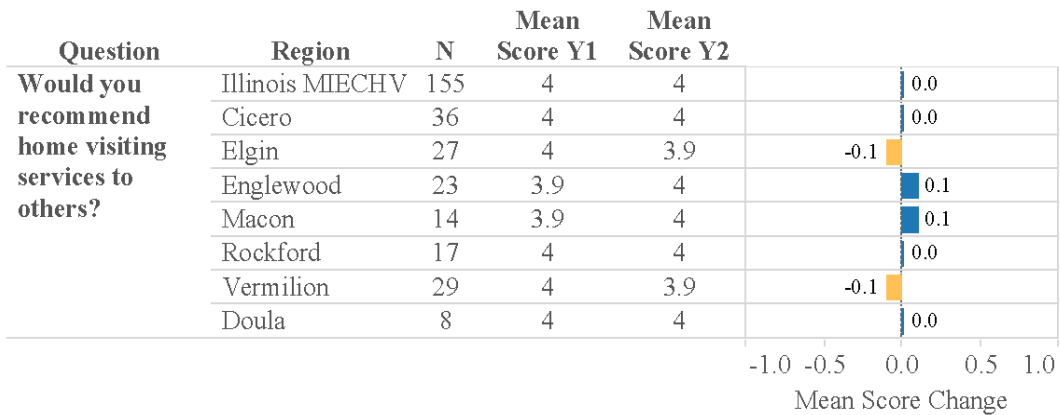 Question Region N Mean Score Y1 Mean Score Y2
Would you recommend home visiting services to others?
Illinois MIECHV 155 4 4 0.0
Cicero 36 4 4 0.0
Elgin 27 4 3.9 -0.1
Englewood 23 3.9 4 0.1
Macon 14 3.9 4 0.1
Rockford 17 4 4 0.0
Vermilion 29 4 3.9 -0.1
Doula 8 4 4 0.0
-1.0 -0.5 0.0 0.5 1.0
Mean Score Change